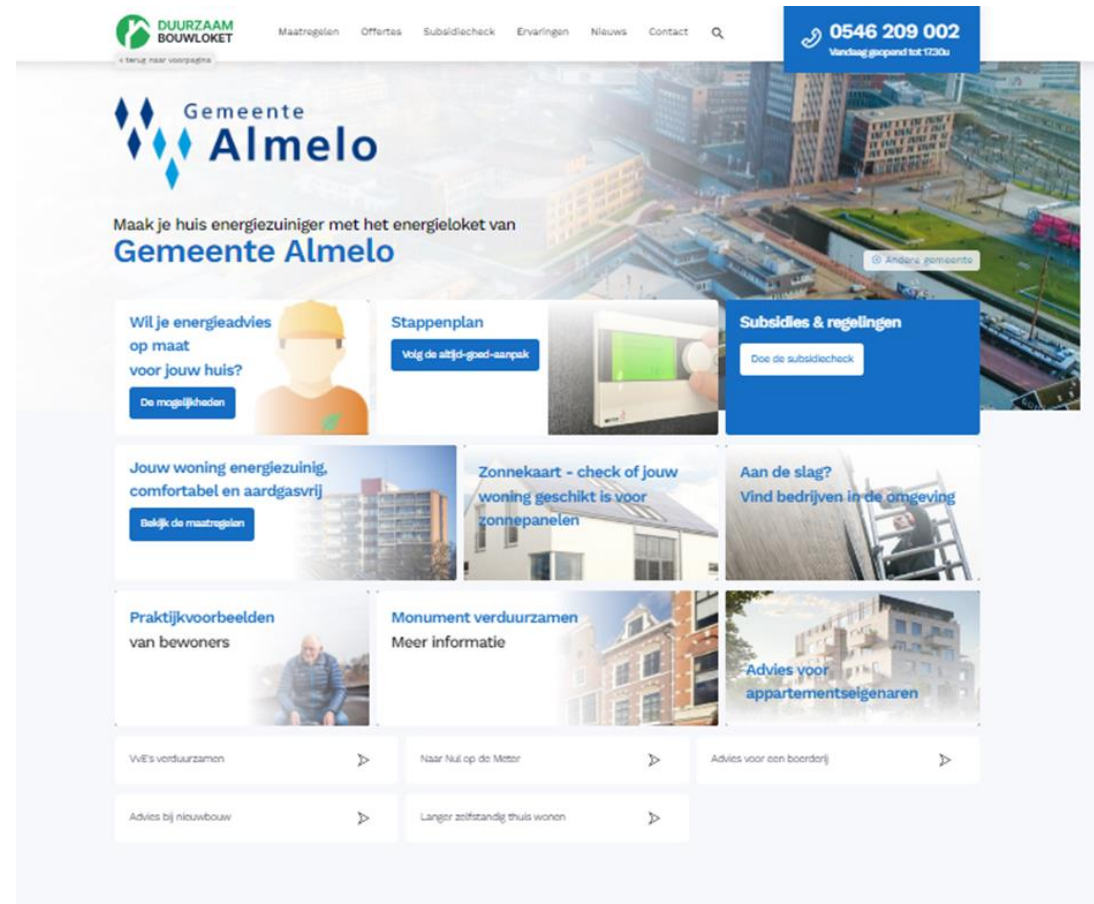 DUURZAAM
BOUWLOKET
Maatregelen Offertes Subsidiecheck Ervaringen Nieuws Contact
0546 209 002
Vandaag geopend tot 17.30u
< terug naar voorpagina
Gemeente
Almelo
Maak je huis energiezuiniger met het energieloket van
Gemeente Almelo
Andere gemeente
Wil je energieadvies
op maat
voor jouw huis?
De mogelijkheden
Stappenplan
Volg de altijd-goed-aanpak
Subsidies & regelingen
Doe de subsidiecheck
Jouw woning energiezuinig,
comfortabel en aardgasvrij
Bekijk de maatregelen
Zonnekaart - check of jouw
woning geschikt is voor
zonnepanelen
Aan de slag?
Vind bedrijven in de omgeving
Praktijkvoorbeelden
van bewoners
Monument verduurzamen
Meer informatie
Advies voor
appartementseigenaren
VvE's verduurzamen
Naar Nul op de Meter
Advies voor een boerderij
Advies bij nieuwbouw
Langer zelfstandig thuis wonen